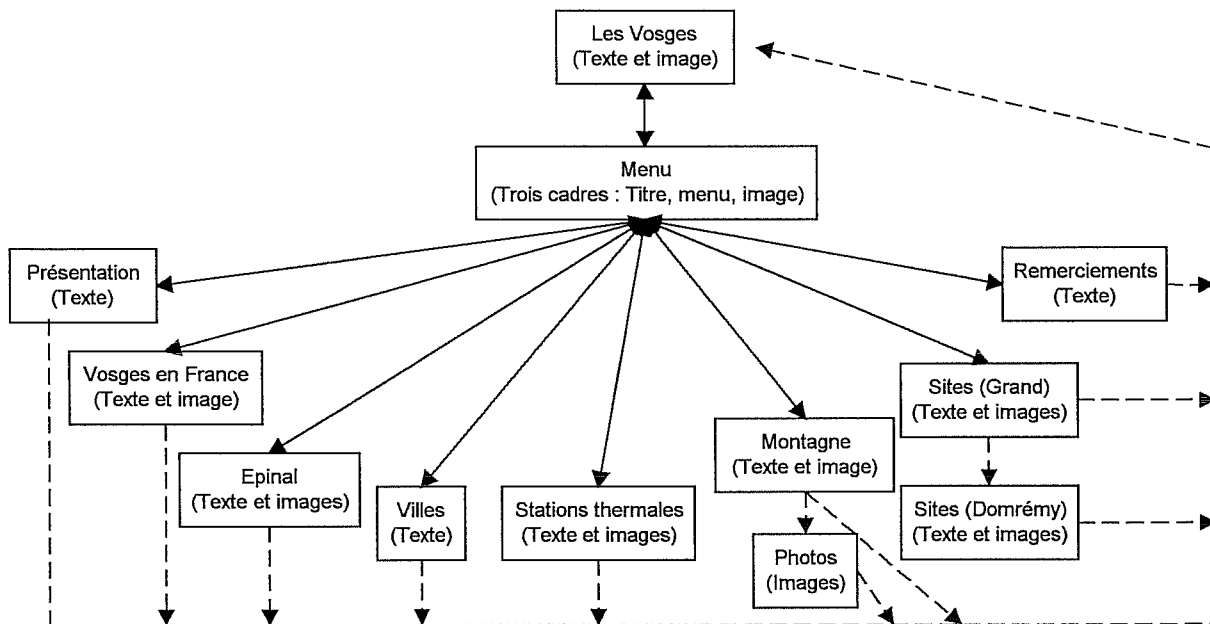 Les Vosges
(Texte et image)
Menu
(Trois cadres : Titre, menu, image)
Présentation
(Texte)
Remerciements
(Texte)
Vosges en France
(Texte et image)
Sites (Grand)
(Texte et images)
Montagne
(Texte et image)
Epinal
(Texte et images)
Villes
(Texte)
Stations thermales
(Texte et images)
Sites (Domrémy)
(Texte et images)
Photos
(Images)